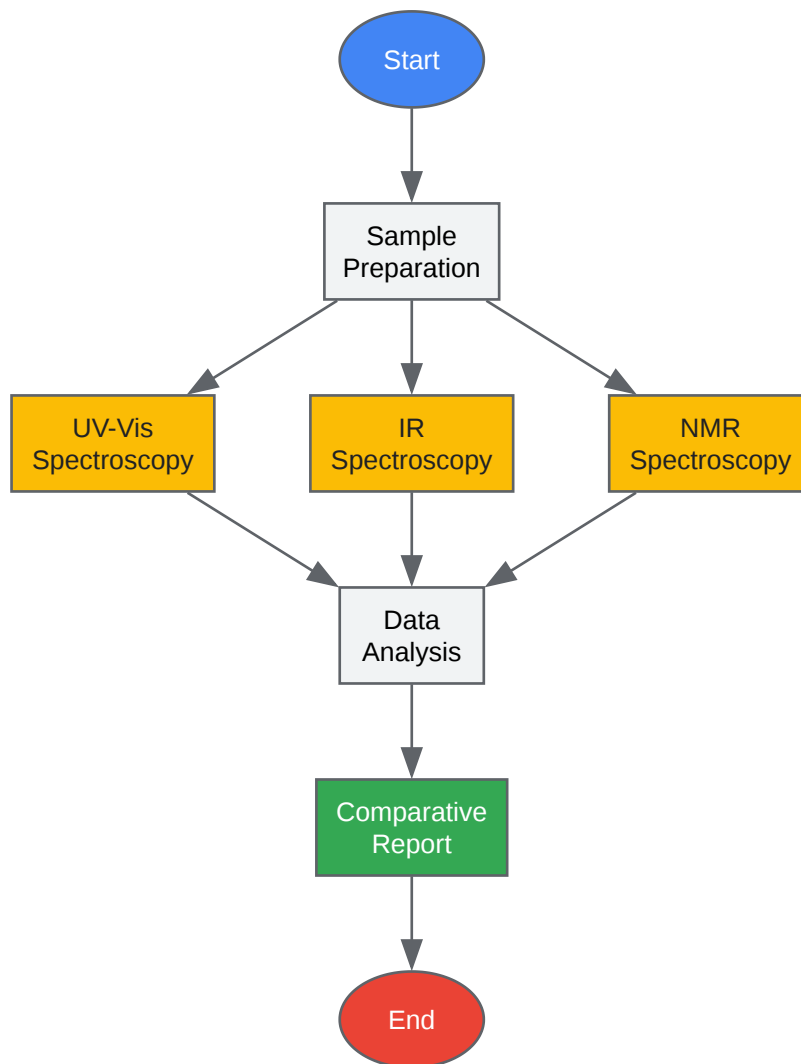 Start
Sample
Preparation
UV-Vis
Spectroscopy
IR
Spectroscopy
NMR
Spectroscopy
Data
Analysis
Comparative
Report
End